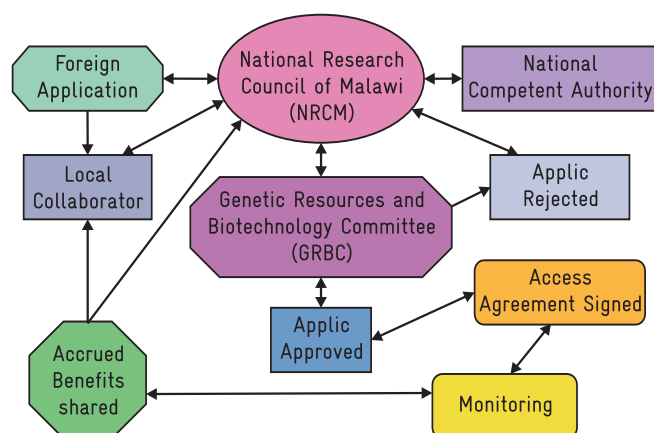 Foreign
Application
National Research
Council of Malawi
(NRCM)
National
Competent Authority
Local
Collaborator
Genetic Resources and
Biotechnology Committee
(GRBC)
Applic
Rejected
Access
Agreement Signed
Applic
Approved
Accrued
Benefits
shared
Monitoring